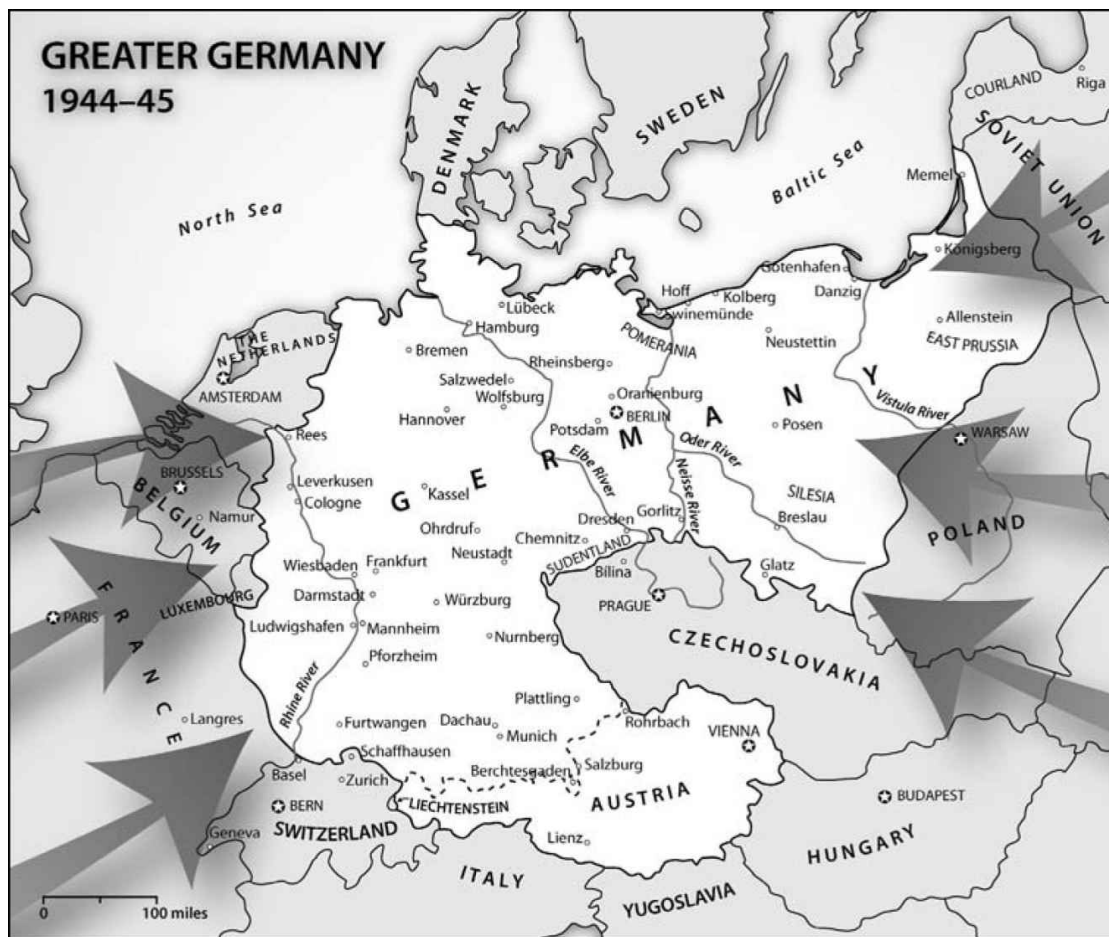 GREATER GERMANY
1944–45
COURLAND
Riga
SWEDEN
DENMARK
SOVIET UNION
Baltic Sea
Memel
North Sea
Königsberg
Gotenhafen
Danzig
Hoff
Kolberg
Swinemünde
Lübeck
Hamburg
Allenstein
EAST PRUSSIA
POMERANIA
Neustettin
THE
NETHERLANDS
Bremen
Rheinsberg
AMSTERDAM
Salzwedel
Wolfsburg
Oranienburg
BERLIN
Hannover
Potsdam
Posen
Vistula River
WARSAW
Rees
GERMANY
Oder River
Elbe River
Neisse River
BRUSSELS
BELGIUM
Leverkusen
Cologne
Kassel
SILESIA
Namur
Ohrdruf
Dresden
Gorlitz
Breslau
POLAND
Chemnitz
Neustadt
SUDENTLAND
Bílina
Glatz
Wiesbaden
Frankfurt
PRAGUE
LUXEMBOURG
Darmstadt
Würzburg
PARIS
FRANCE
Ludwigshafen
Mannheim
Nurnberg
CZECHOSLOVAKIA
Pforzheim
Rhine River
Plattling
Langres
Furtwangen
Dachau
Rohrbach
VIENNA
Munich
Schaffhausen
Basel
Berchtesgaden
Salzburg
Zurich
AUSTRIA
BUDAPEST
BERN
LIECHTENSTEIN
SWITZERLAND
Geneva
Lienz
HUNGARY
ITALY
YUGOSLAVIA
0 100 miles